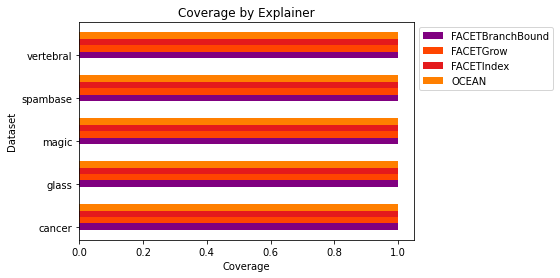 Coverage by Explainer
FACETBranchBound
FACETGrow
FACETIndex
OCEAN
Dataset
vertebral
spambase
magic
glass
cancer
0.0 0.2 0.4 0.6 0.8 1.0
Coverage